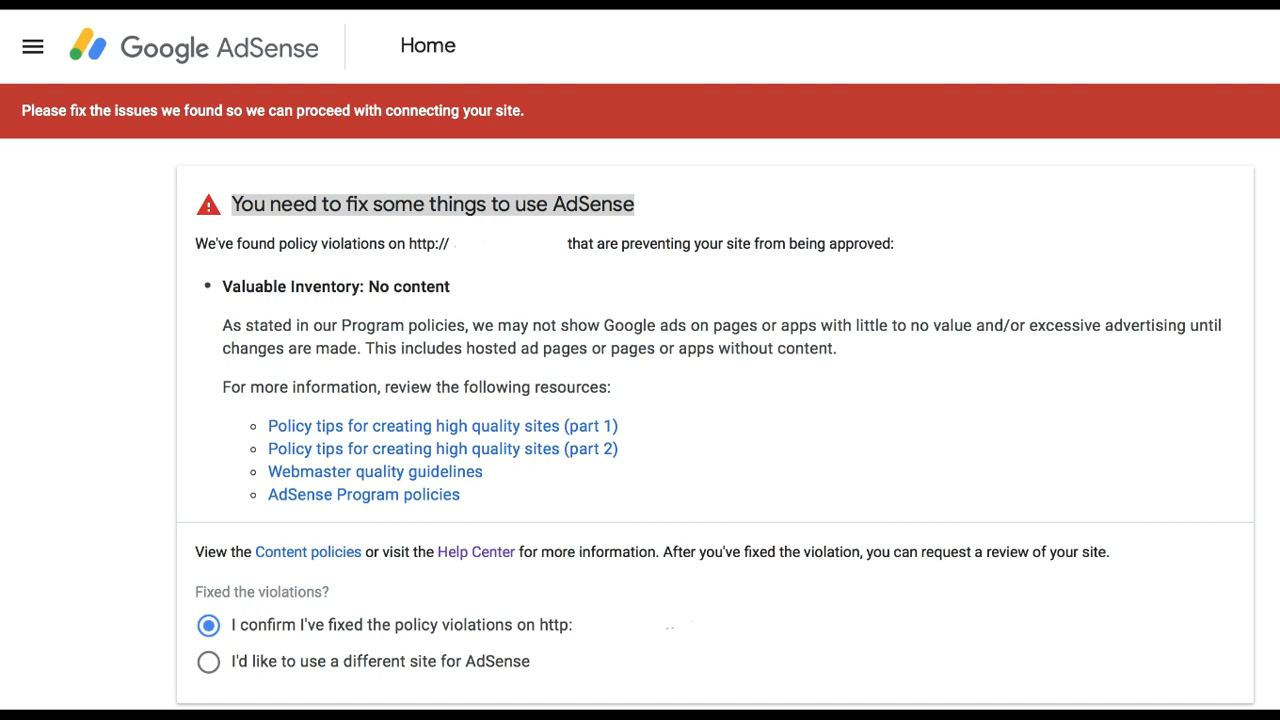 Google AdSense
Home
Please fix the issues we found so we can proceed with connecting your site.
You need to fix some things to use AdSense
We've found policy violations on http:// that are preventing your site from being approved:
• Valuable Inventory: No content
As stated in our Program policies, we may not show Google ads on pages or apps with little to no value and/or excessive advertising until
changes are made. This includes hosted ad pages or pages or apps without content.
For more information, review the following resources:
Policy tips for creating high quality sites (part 1)
Policy tips for creating high quality sites (part 2)
Webmaster quality guidelines
AdSense Program policies
View the Content policies or visit the Help Center for more information. After you've fixed the violation, you can request a review of your site.
Fixed the violations?
I confirm I've fixed the policy violations on http:
I'd like to use a different site for AdSense